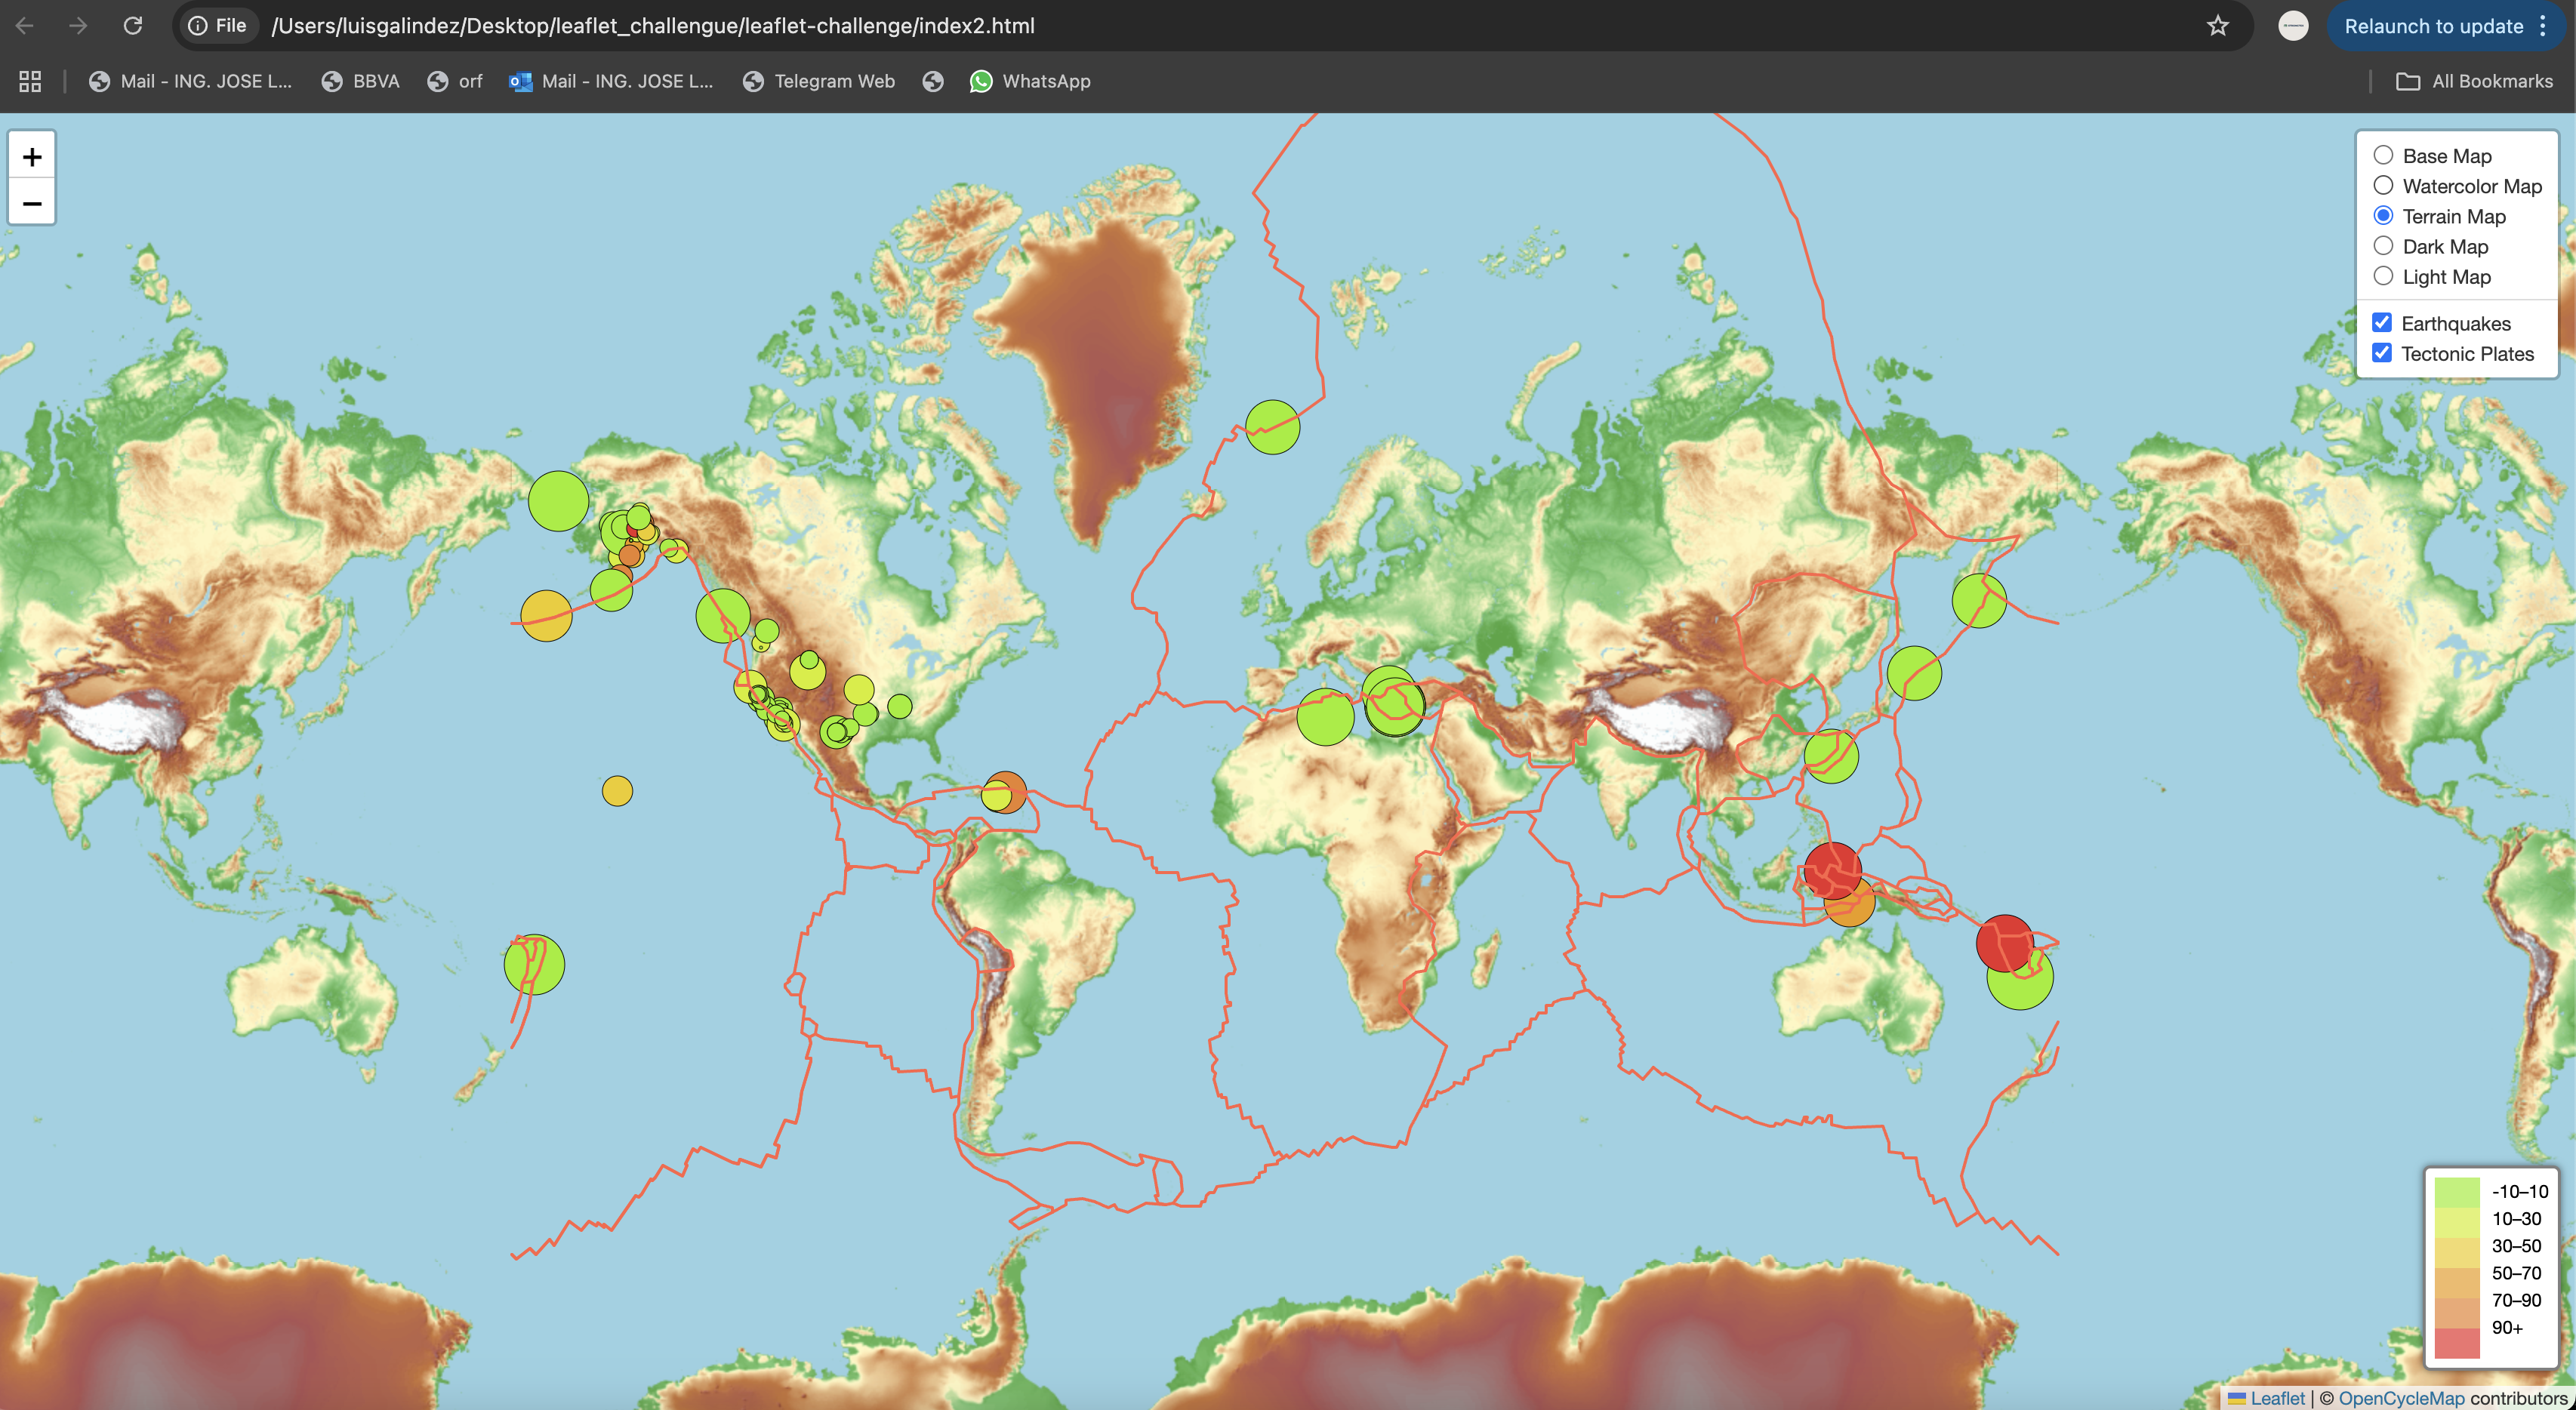 File /Users/luisgalindez/Desktop/leaflet_challengue/leaflet-challenge/index2.html
Relaunch to update
Mail - ING. JOSE L...
BBVA
orf
Mail - ING. JOSE L...
Telegram Web
WhatsApp
All Bookmarks
+
−
Base Map
Watercolor Map
Terrain Map
Dark Map
Light Map
Earthquakes
Tectonic Plates
-10–10
10–30
30–50
50–70
70–90
90+
Leaflet | © OpenCycleMap contributors